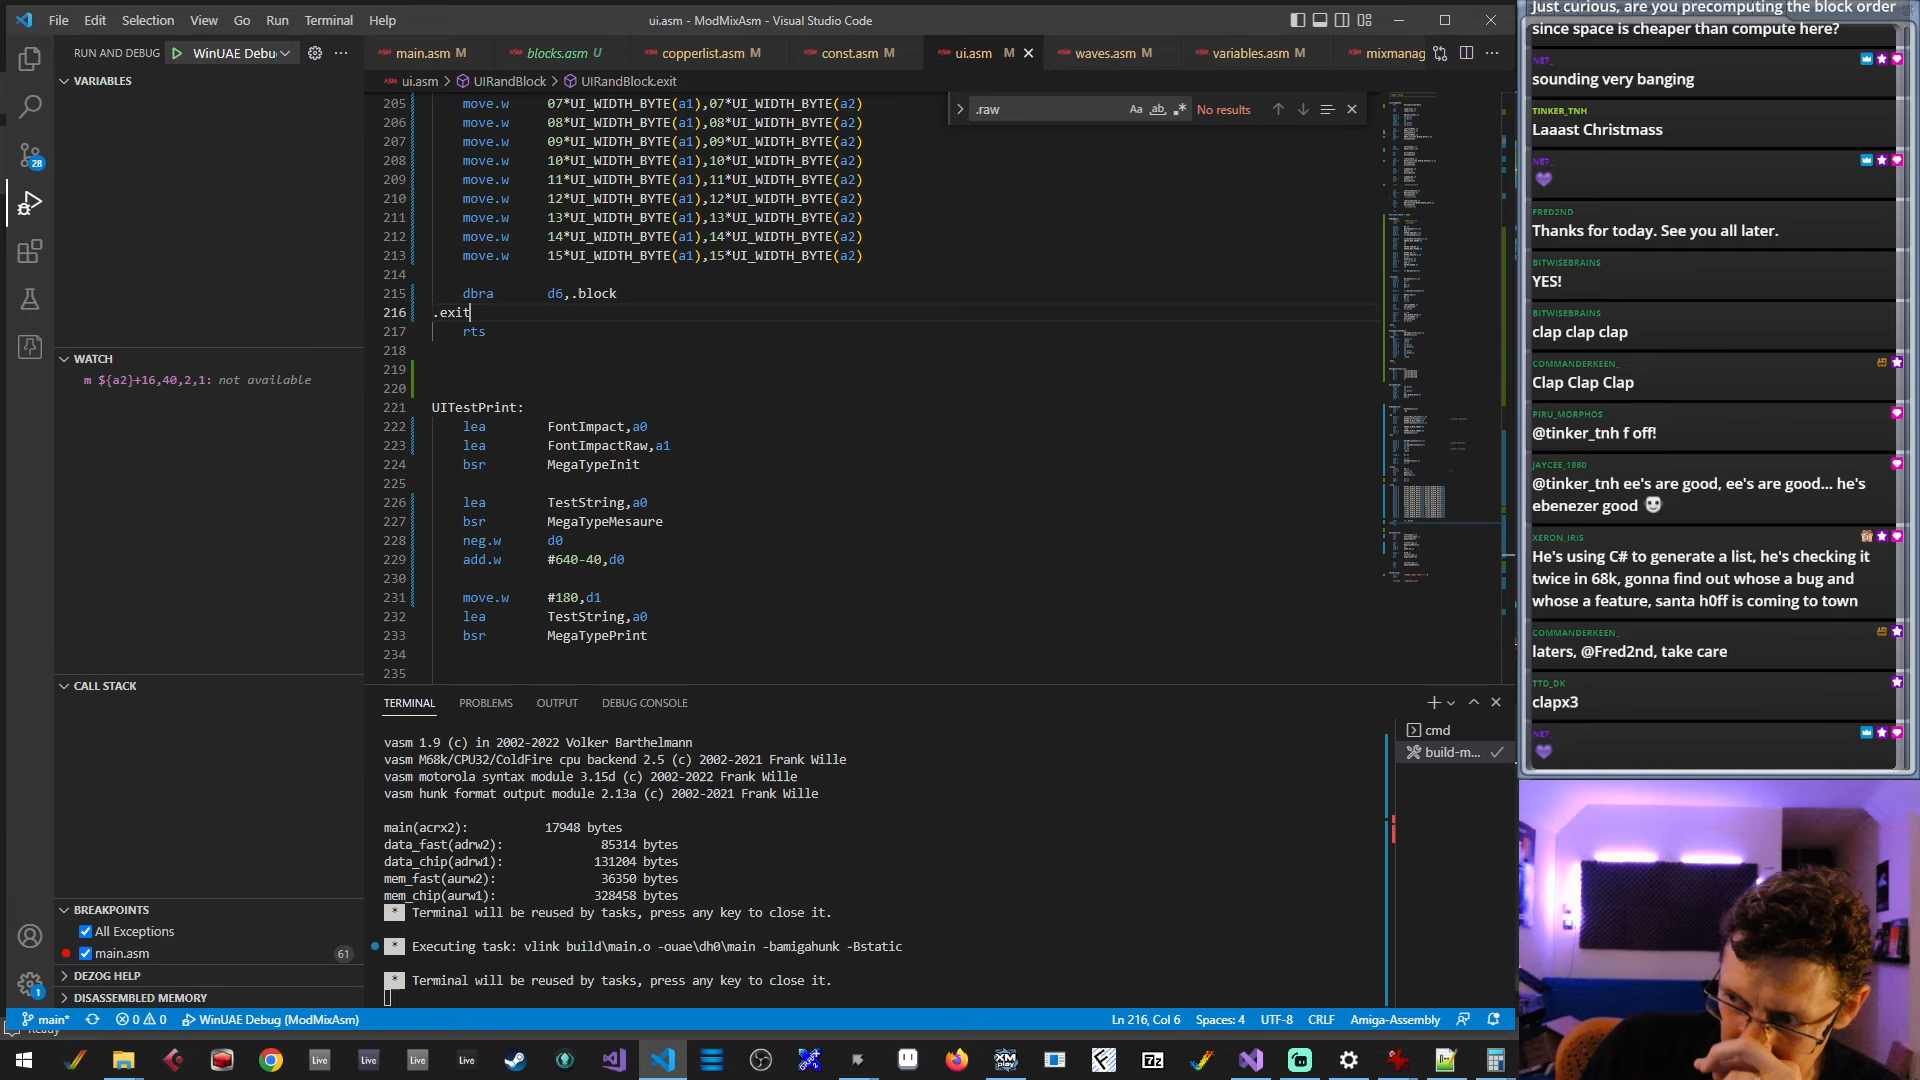 File Edit Selection View Go Run Terminal Help
ui.asm - ModMixAsm - Visual Studio Code
RUN AND DEBUG WinUAE Debu
main.asm M
blocks.asm U
copperlist.asm M
const.asm M
ui.asm M
waves.asm M
variables.asm M
mixmanag
ui.asm > UIRandBlock > UIRandBlock.exit
VARIABLES
.raw Aa ab No results
205 move.w 07*UI_WIDTH_BYTE(a1),07*UI_WIDTH_BYTE(a2)
206 move.w 08*UI_WIDTH_BYTE(a1),08*UI_WIDTH_BYTE(a2)
207 move.w 09*UI_WIDTH_BYTE(a1),09*UI_WIDTH_BYTE(a2)
208 move.w 10*UI_WIDTH_BYTE(a1),10*UI_WIDTH_BYTE(a2)
209 move.w 11*UI_WIDTH_BYTE(a1),11*UI_WIDTH_BYTE(a2)
210 move.w 12*UI_WIDTH_BYTE(a1),12*UI_WIDTH_BYTE(a2)
211 move.w 13*UI_WIDTH_BYTE(a1),13*UI_WIDTH_BYTE(a2)
212 move.w 14*UI_WIDTH_BYTE(a1),14*UI_WIDTH_BYTE(a2)
213 move.w 15*UI_WIDTH_BYTE(a1),15*UI_WIDTH_BYTE(a2)
214
215 dbra d6,.block
216 .exit
217 rts
218
219
220
221 UITestPrint:
222 lea FontImpact,a0
223 lea FontImpactRaw,a1
224 bsr MegaTypeInit
225
226 lea TestString,a0
227 bsr MegaTypeMesaure
228 neg.w d0
229 add.w #640-40,d0
230
231 move.w #180,d1
232 lea TestString,a0
233 bsr MegaTypePrint
234
235
28
WATCH
m ${a2}+16,40,2,1: not available
CALL STACK
BREAKPOINTS
All Exceptions
main.asm 61
DEZOG HELP
DISASSEMBLED MEMORY
1
TERMINAL PROBLEMS OUTPUT DEBUG CONSOLE
cmd
build-m...
vasm 1.9 (c) in 2002-2022 Volker Barthelmann
vasm M68k/CPU32/ColdFire cpu backend 2.5 (c) 2002-2021 Frank Wille
vasm motorola syntax module 3.15d (c) 2002-2022 Frank Wille
vasm hunk format output module 2.13a (c) 2002-2021 Frank Wille
main(acrx2): 17948 bytes
data_fast(adrw2): 85314 bytes
data_chip(adrw1): 131204 bytes
mem_fast(aurw2): 36350 bytes
mem_chip(aurw1): 328458 bytes
* Terminal will be reused by tasks, press any key to close it.
* Executing task: vlink build\main.o -ouae\dh0\main -bamigahunk -Bstatic
* Terminal will be reused by tasks, press any key to close it.
main* 0 0 WinUAE Debug (ModMixAsm)
Ln 216, Col 6 Spaces: 4 UTF-8 CRLF Amiga-Assembly
Ready
Live Live Live Live
XM play
7z
Just curious, are you precomputing the block order
since space is cheaper than compute here?
NE7_
sounding very banging
TINKER_TNH
Laaast Christmass
NE7_
FRED2ND
Thanks for today. See you all later.
BITWISEBRAINS
YES!
BITWISEBRAINS
clap clap clap
COMMANDERKEEN_
Clap Clap Clap
PIRU_MORPHOS
@tinker_tnh f off!
JAYCEE_1980
@tinker_tnh ee's are good, ee's are good... he's
ebenezer good
XERON_IRIS
He's using C# to generate a list, he's checking it
twice in 68k, gonna find out whose a bug and
whose a feature, santa h0ff is coming to town
COMMANDERKEEN_
laters, @Fred2nd, take care
TTD_DK
clapx3
NE7_